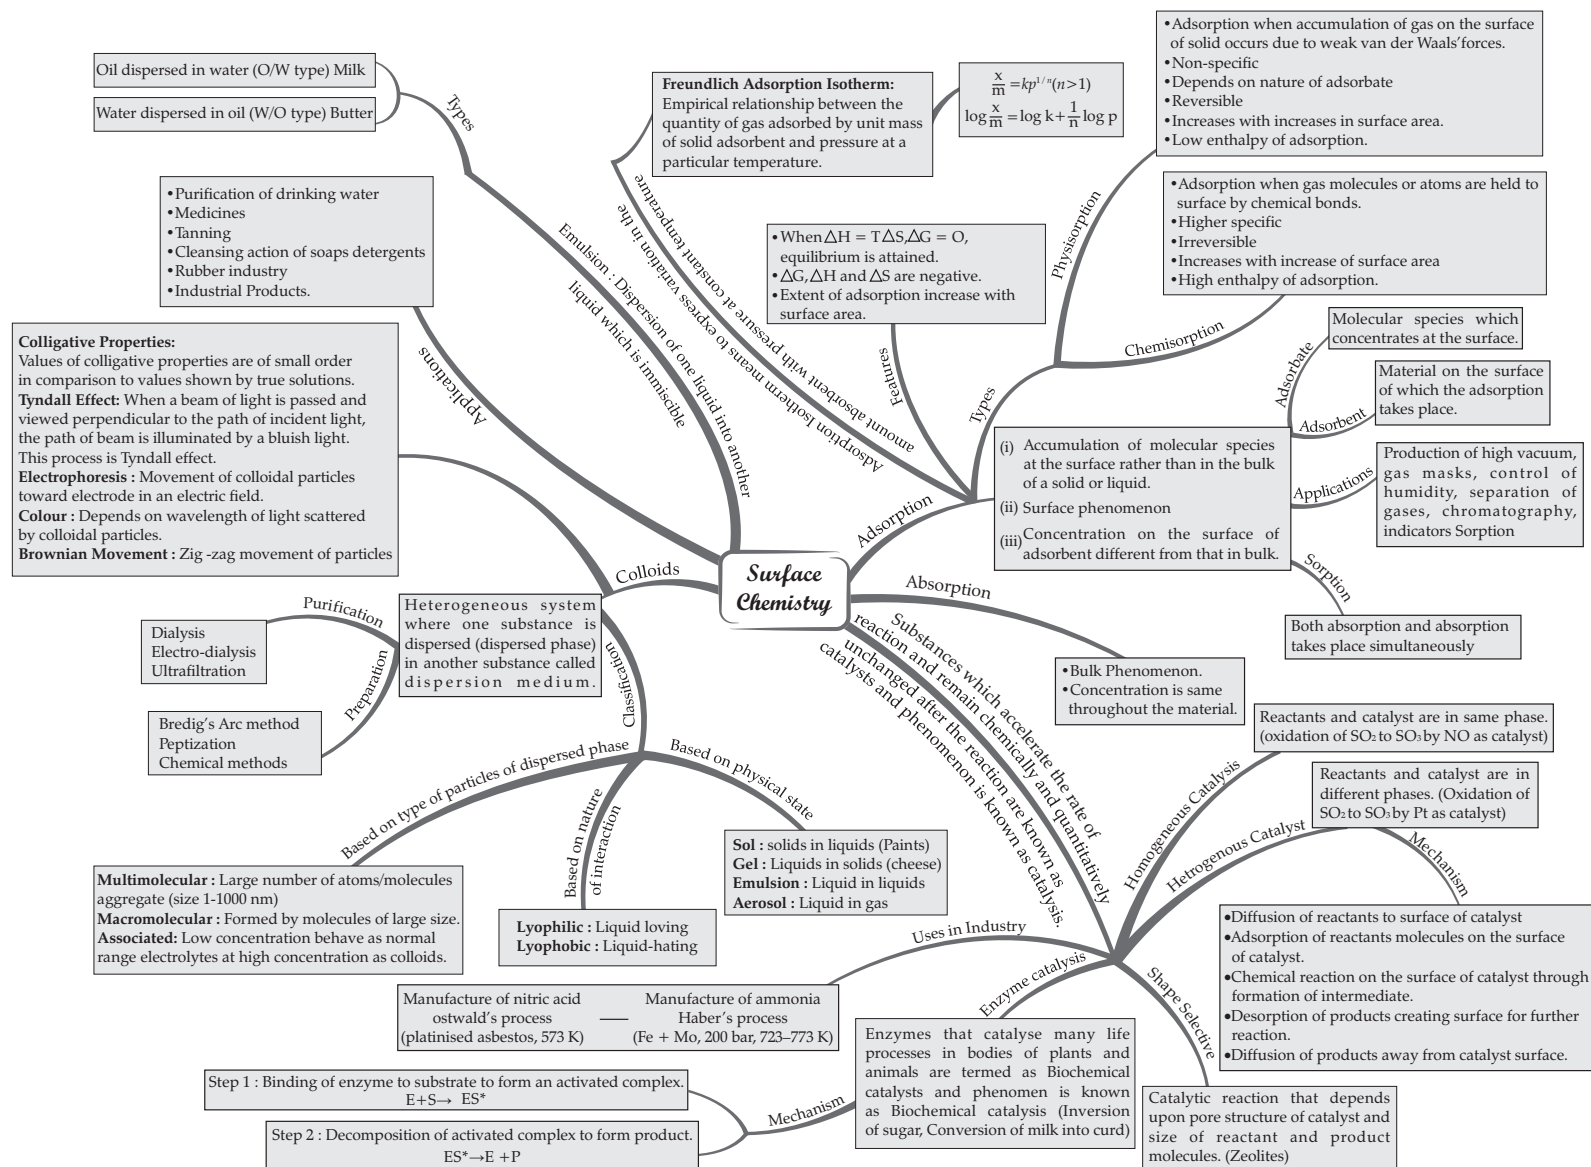 Surface
Chemistry
Emulsion : Dispersion of one liquid into another
liquid which is immiscible
Types
Oil dispersed in water (O/W type) Milk
Water dispersed in oil (W/O type) Butter
Applications
•Purification of drinking water
•Medicines
•Tanning
•Cleansing action of soaps detergents
•Rubber industry
•Industrial Products.
Colloids
Heterogeneous system
where one substance is
dispersed (dispersed phase)
in another substance called
dispersion medium.
Colligative Properties:
Values of colligative properties are of small order
in comparison to values shown by true solutions.
Tyndall Effect: When a beam of light is passed and
viewed perpendicular to the path of incident light,
the path of beam is illuminated by a bluish light.
This process is Tyndall effect.
Electrophoresis : Movement of colloidal particles
toward electrode in an electric field.
Colour : Depends on wavelength of light scattered
by colloidal particles.
Brownian Movement : Zig -zag movement of particles
Purification
Dialysis
Electro-dialysis
Ultrafiltration
Preparation
Bredig's Arc method
Peptization
Chemical methods
Classification
Based on type of particles of dispersed phase
Multimolecular : Large number of atoms/molecules
aggregate (size 1-1000 nm)
Macromolecular : Formed by molecules of large size.
Associated: Low concentration behave as normal
range electrolytes at high concentration as colloids.
Based on nature
of interaction
Lyophilic : Liquid loving
Lyophobic : Liquid-hating
Based on physical state
Sol : solids in liquids (Paints)
Gel : Liquids in solids (cheese)
Emulsion : Liquid in liquids
Aerosol : Liquid in gas
Adsorption
(i) Accumulation of molecular species
at the surface rather than in the bulk
of a solid or liquid.
(ii) Surface phenomenon
(iii) Concentration on the surface of
adsorbent different from that in bulk.
Adsorption Isotherm means to express variation in the
amount absorbent with pressure at constant temperature
Freundlich Adsorption Isotherm:
Empirical relationship between the
quantity of gas adsorbed by unit mass
of solid adsorbent and pressure at a
particular temperature.
x/m = kp^1/n (n>1)
log x/m = log k + 1/n log p
Features
•When △H = T△S,△G = O,
equilibrium is attained.
•△G,△H and △S are negative.
•Extent of adsorption increase with
surface area.
Types
Physisorption
•Adsorption when accumulation of gas on the surface
of solid occurs due to weak van der Waals'forces.
•Non-specific
•Depends on nature of adsorbate
•Reversible
•Increases with increases in surface area.
•Low enthalpy of adsorption.
Chemisorption
•Adsorption when gas molecules or atoms are held to
surface by chemical bonds.
•Higher specific
•Irreversible
•Increases with increase of surface area
•High enthalpy of adsorption.
Adsorbate
Molecular species which
concentrates at the surface.
Adsorbent
Material on the surface
of which the adsorption
takes place.
Applications
Production of high vacuum,
gas masks, control of
humidity, separation of
gases, chromatography,
indicators Sorption
Sorption
Both absorption and absorption
takes place simultaneously
Absorption
•Bulk Phenomenon.
•Concentration is same
throughout the material.
Substances which accelerate the rate of
reaction and remain chemically and quantitatively
unchanged after the reaction are known as
catalysts and phenomenon is known as catalysis.
Homogeneous Catalysis
Reactants and catalyst are in same phase.
(oxidation of SO₂ to SO₃ by NO as catalyst)
Hetrogenous Catalyst
Reactants and catalyst are in
different phases. (Oxidation of
SO₂ to SO₃ by Pt as catalyst)
Mechanism
•Diffusion of reactants to surface of catalyst
•Adsorption of reactants molecules on the surface
of catalyst.
•Chemical reaction on the surface of catalyst through
formation of intermediate.
•Desorption of products creating surface for further
reaction.
•Diffusion of products away from catalyst surface.
Shape Selective
Catalytic reaction that depends
upon pore structure of catalyst and
size of reactant and product
molecules. (Zeolites)
Enzyme catalysis
Enzymes that catalyse many life
processes in bodies of plants and
animals are termed as Biochemical
catalysts and phenomen is known
as Biochemical catalysis (Inversion
of sugar, Conversion of milk into curd)
Mechanism
Step 1 : Binding of enzyme to substrate to form an activated complex.
E+S→ ES*
Step 2 : Decomposition of activated complex to form product.
ES*→E +P
Uses in Industry
Manufacture of nitric acid
ostwald's process
(platinised asbestos, 573 K)
—
Manufacture of ammonia
Haber's process
(Fe + Mo, 200 bar, 723–773 K)